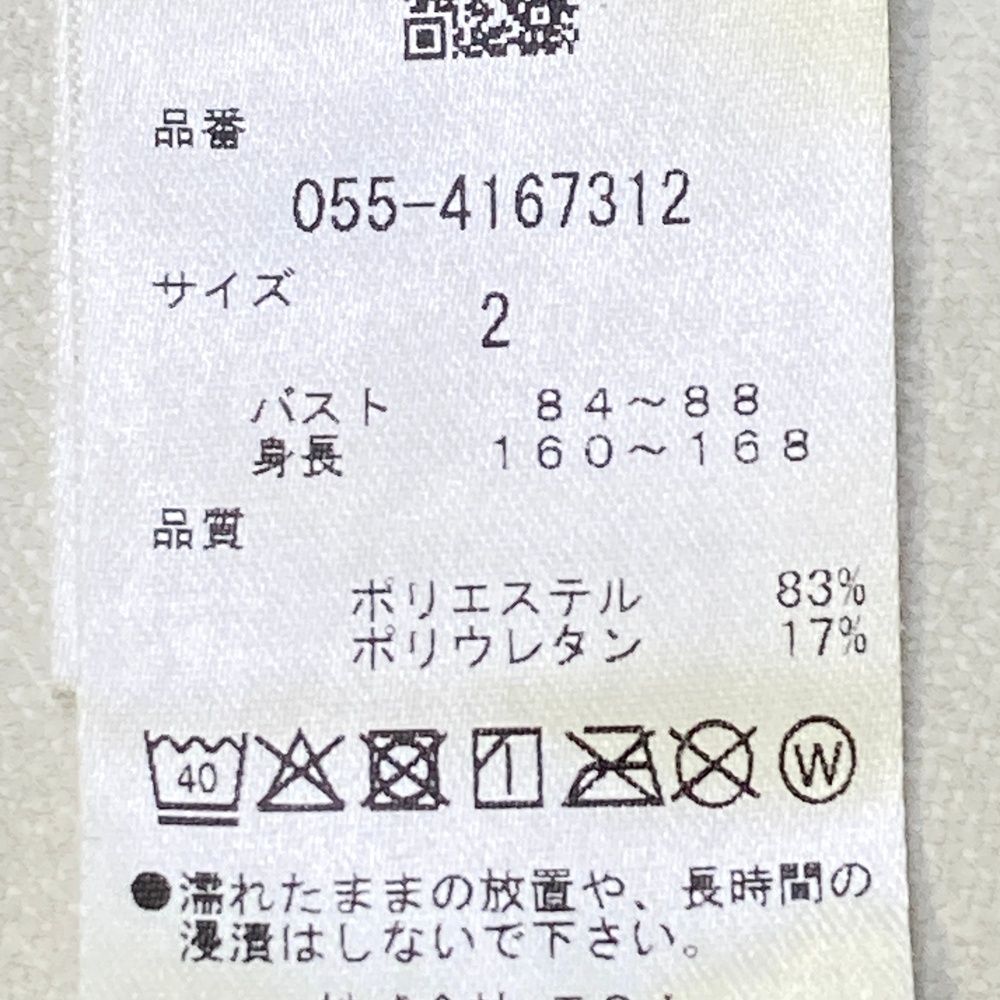 品番
055-4167312
サイズ
2
バスト 84～88
身長 160～168
品質
ポリエステル 83%
ポリウレタン 17%
40
W
●濡れたままの放置や、長時間の
浸漬はしないで下さい。